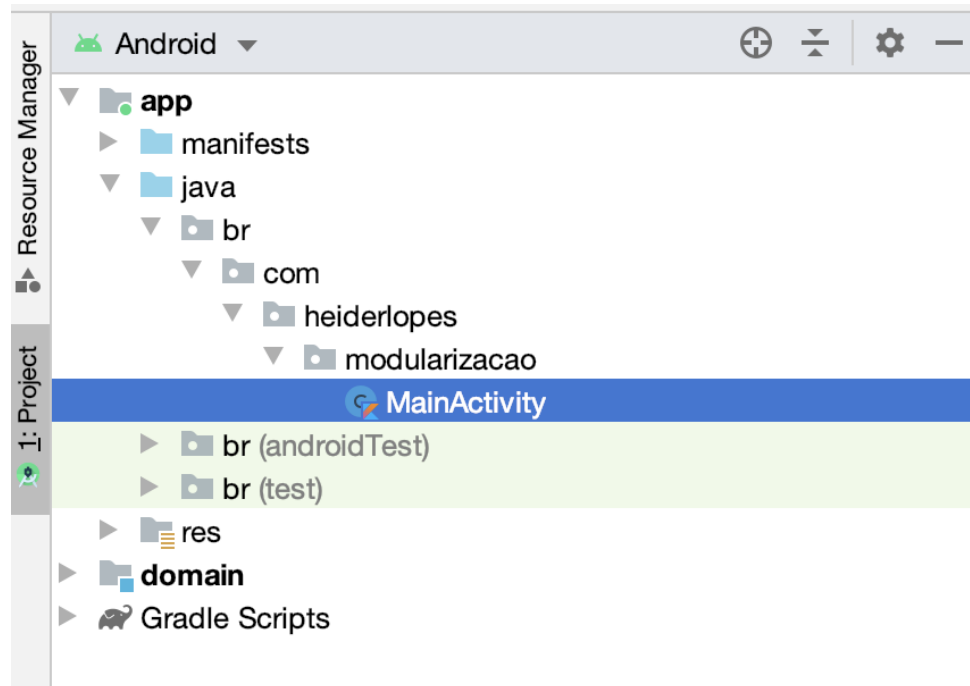 Android
app
manifests
java
br
com
heiderlopes
modularizacao
MainActivity
br (androidTest)
br (test)
res
domain
Gradle Scripts
Resource Manager
1: Project